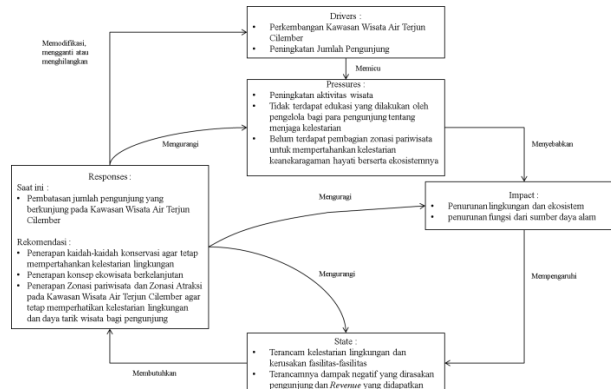 Drivers :
• Perkembangan Kawasan Wisata Air Terjun
Cilember
• Peningkatan Jumlah Pengunjung
Memodifikasi,
mengganti atau
menghilangkan
Memicu
Pressures :
• Peningkatan aktivitas wisata
• Tidak terdapat edukasi yang dilakukan oleh
pengelola bagi para pengunjung tentang
menjaga kelestarian
• Belum terdapat pembagian zonasi pariwisata
untuk mempertahankan kelestarian
keanekaragaman hayati berserta ekosistemnya
Mengurangi
Menyebabkan
Responses :
Saat ini :
• Pembatasan jumlah pengunjung yang
berkunjung pada Kawasan Wisata Air Terjun
Cilember
Rekomendasi :
• Penerapan kaidah-kaidah konservasi agar tetap
mempertahankan kelestarian lingkungan
• Penerapan konsep ekowisata berkelanjutan
• Penerapan Zonasi pariwisata dan Zonasi Atraksi
pada Kawasan Wisata Air Terjun Cilember agar
tetap memperhatikan kelestarian lingkungan
dan daya tarik wisata bagi pengunjung
Menguragi
Impact :
• Penurunan lingkungan dan ekosistem
• penurunan fungsi dari sumber daya alam
Mengurangi
Mempengaruhi
State :
• Terancam kelestarian lingkungan dan
kerusakan fasilitas-fasilitas
• Terancamnya dampak negatif yang dirasakan
pengunjung dan Revenue yang didapatkan
Membutuhkan